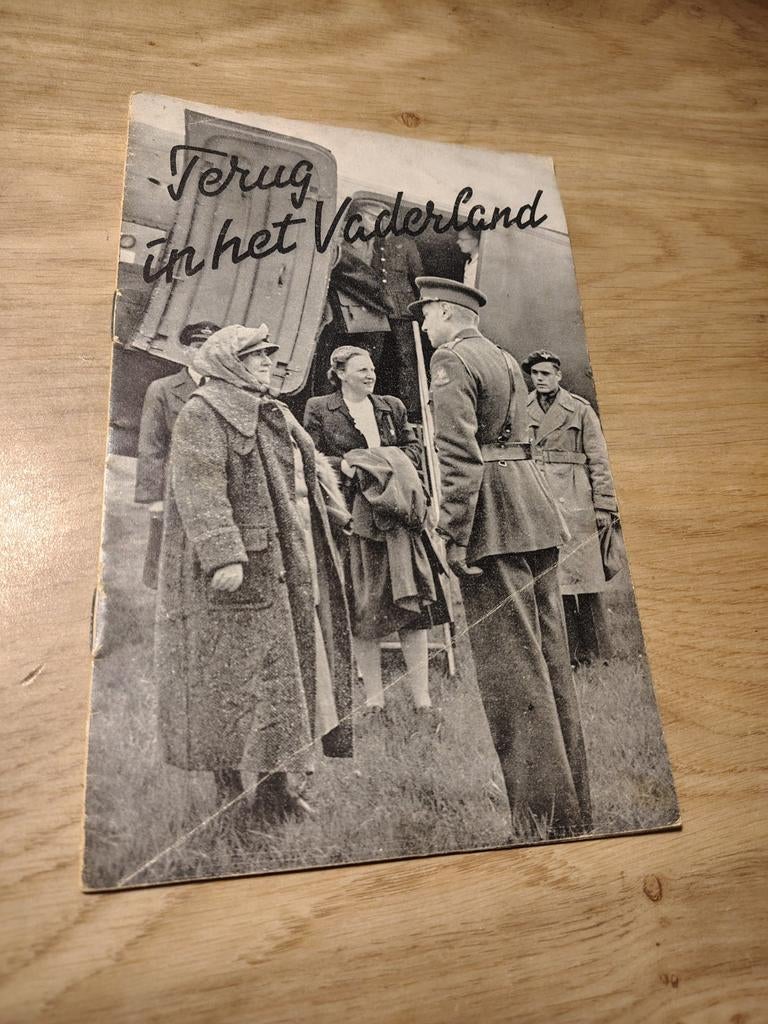 Terug
in het Vaderland